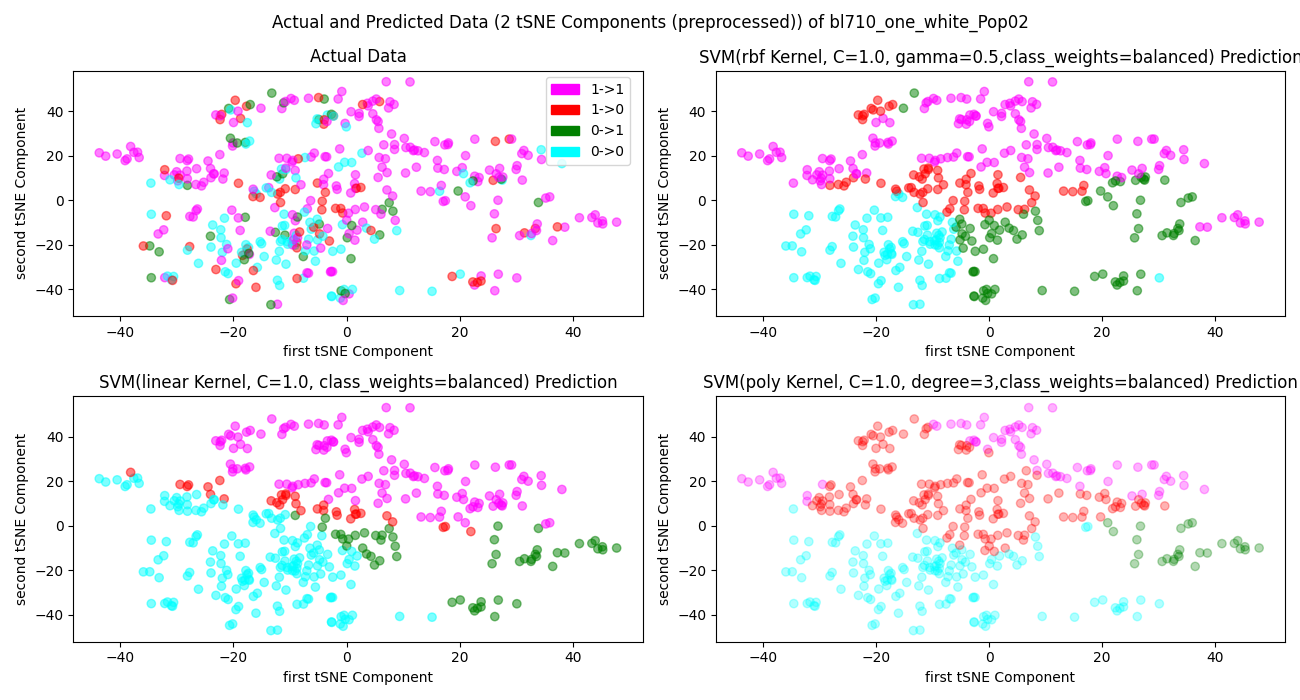 Actual and Predicted Data (2 tSNE Components (preprocessed)) of bl710_one_white_Pop02
Actual Data
SVM(rbf Kernel, C=1.0, gamma=0.5,class_weights=balanced) Prediction
second tSNE Component
40
20
0
−20
−40
1->1
1->0
0->1
0->0
−40 −20 0 20 40
first tSNE Component
second tSNE Component
40
20
0
−20
−40
−40 −20 0 20 40
first tSNE Component
SVM(linear Kernel, C=1.0, class_weights=balanced) Prediction
SVM(poly Kernel, C=1.0, degree=3,class_weights=balanced) Prediction
second tSNE Component
40
20
0
−20
−40
−40 −20 0 20 40
first tSNE Component
second tSNE Component
40
20
0
−20
−40
−40 −20 0 20 40
first tSNE Component